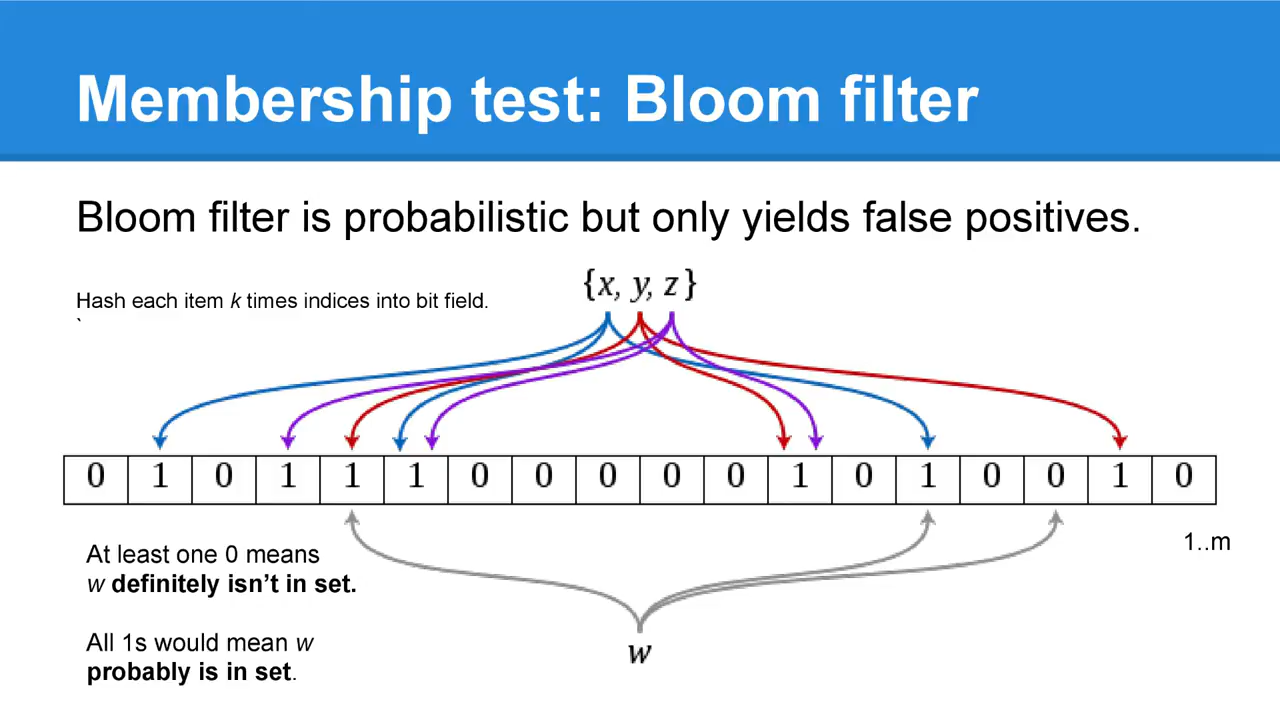 Membership test: Bloom filter
Bloom filter is probabilistic but only yields false positives.
{x, y, z}
Hash each item k times indices into bit field.
`
0 1 0 1 1 1 0 0 0 0 0 1 0 1 0 0 1 0
At least one 0 means
w definitely isn't in set.
1..m
All 1s would mean w
probably is in set.
w